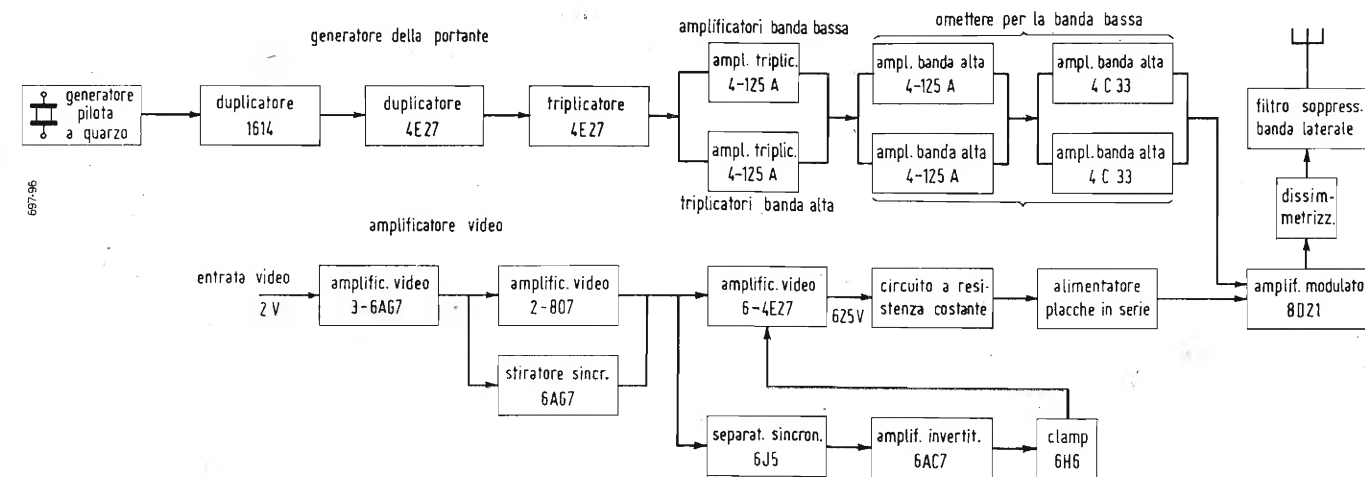 generatore della portante
amplificatori banda bassa
omettere per la banda bassa
generatore
pilota
a quarzo
duplicatore
1614
duplicatore
4E27
triplicatore
4E27
ampl. triplic.
4-125 A
ampl. triplic.
4-125 A
triplicatori banda alta
ampl. banda alta
4-125 A
ampl. banda alta
4-125 A
ampl. banda alta
4 C 33
ampl. banda alta
4 C 33
filtro soppress.
banda laterale
dissim-
metrizz.
697-96
amplificatore video
entrata video
2 V
amplific. video
3-6AG7
amplific. video
2-807
stiratore sincr.
6AG7
amplific. video
6-4E27
625V
circuito a resi-
stenza costante
alimentatore
placche in serie
amplif. modulato
8D21
separat. sincron.
6J5
amplif. invertit.
6AC7
clamp
6H6